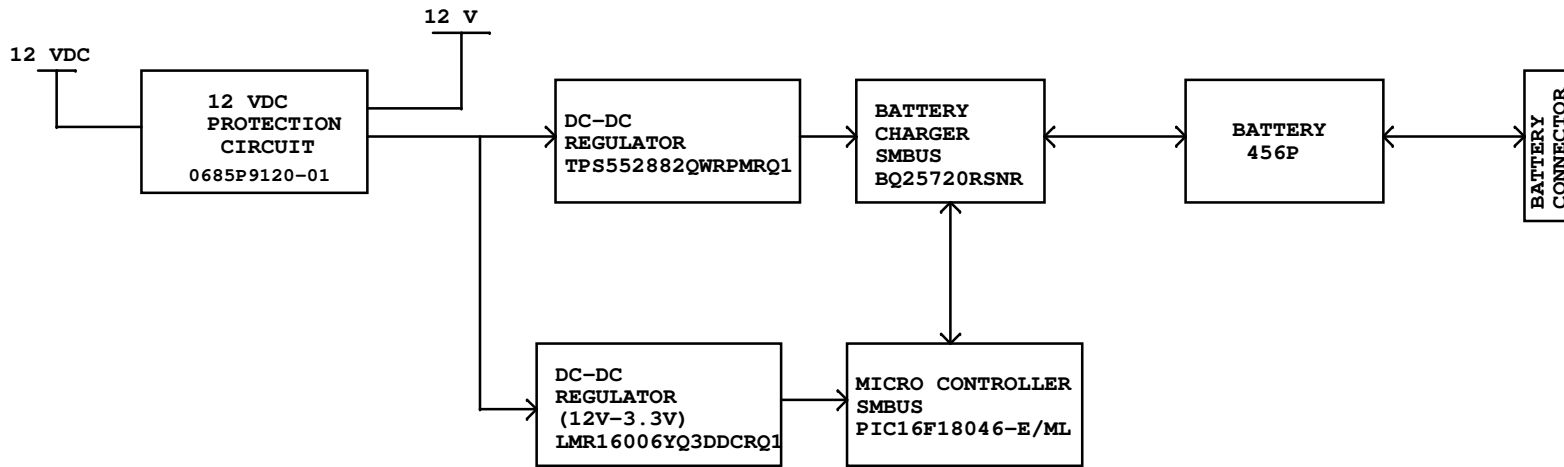 12 V
12 VDC
12 VDC
PROTECTION
CIRCUIT
0685P9120-01
DC-DC
REGULATOR
TPS552882QWRPMRQ1
BATTERY
CHARGER
SMBUS
BQ25720RSNR
BATTERY
456P
BATTERY
CONNECTOR
DC-DC
REGULATOR
(12V-3.3V)
LMR16006YQ3DDCRQ1
MICRO CONTROLLER
SMBUS
PIC16F18046-E/ML